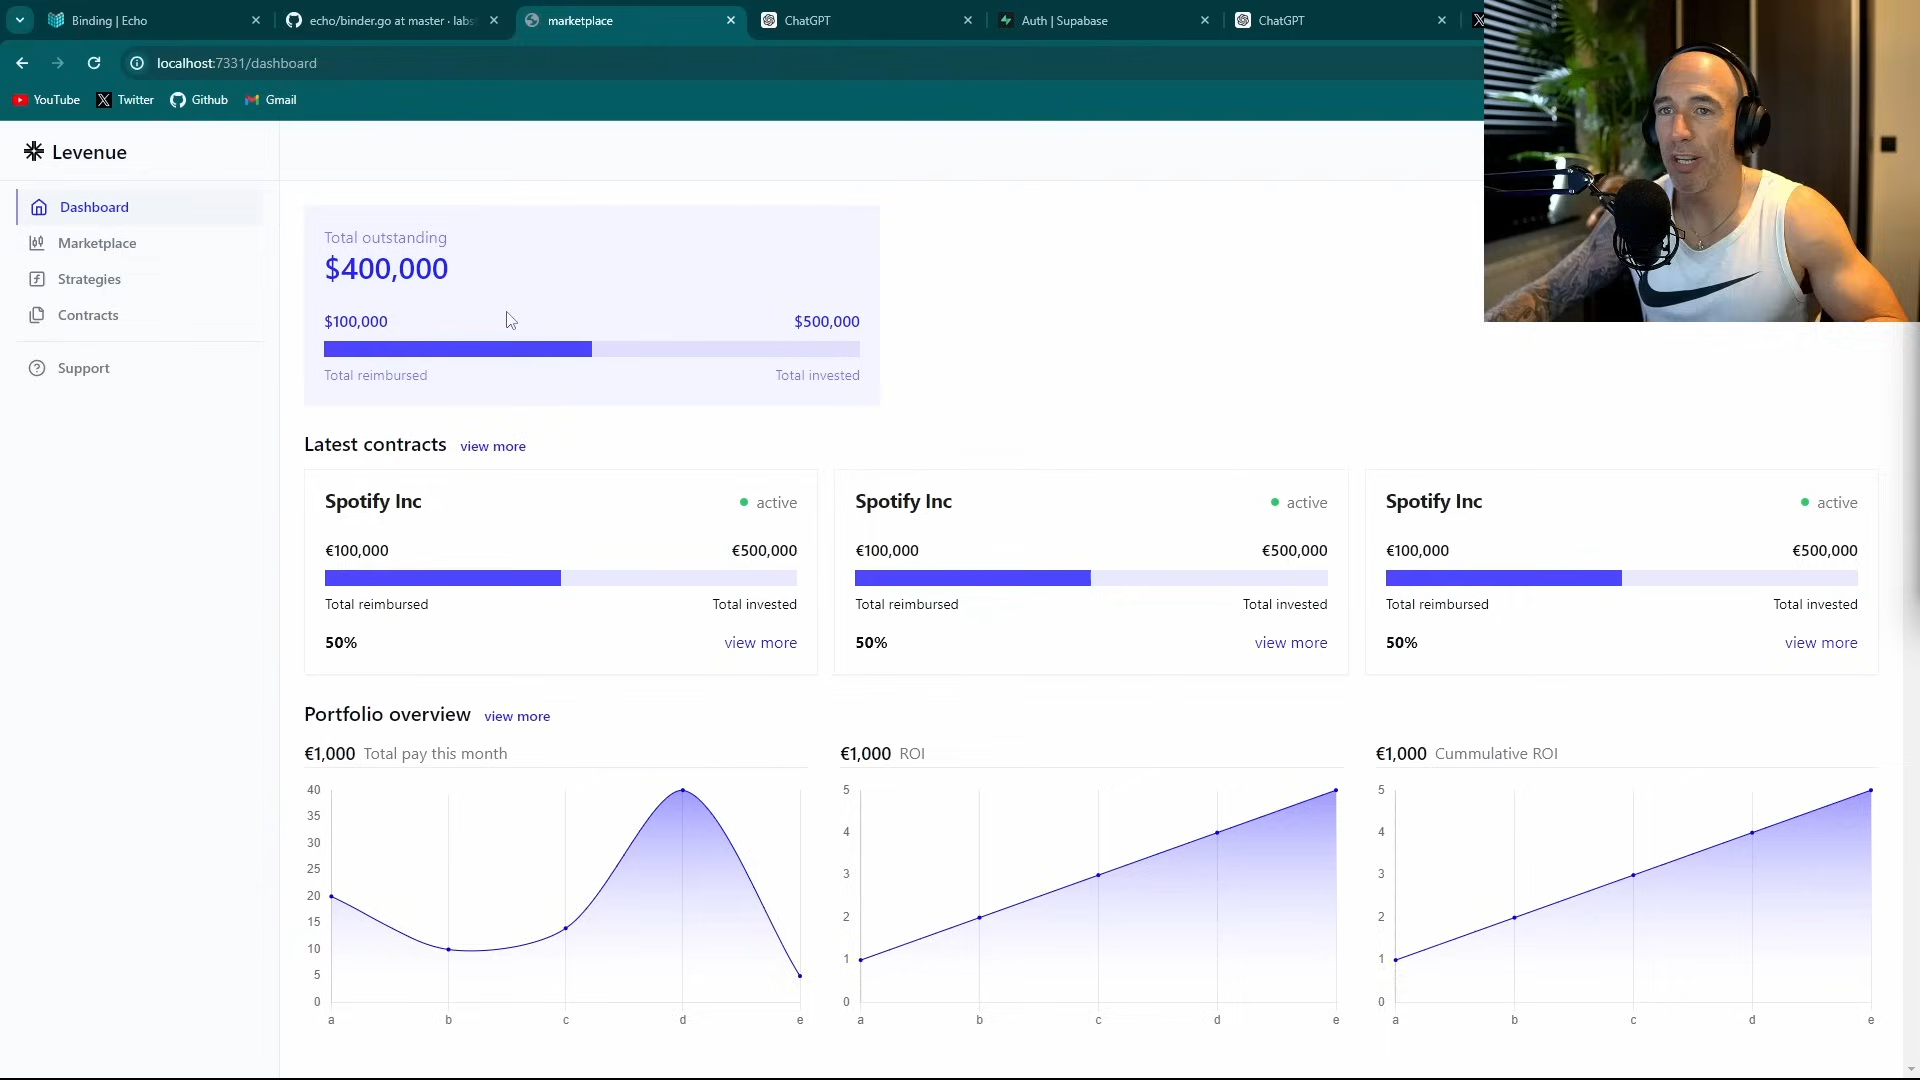 Binding | Echo
echo/binder.go at master · labs
marketplace
ChatGPT
Auth | Supabase
ChatGPT
localhost:7331/dashboard
YouTube
Twitter
Github
Gmail
Levenue
Dashboard
Marketplace
Strategies
Contracts
Support
Total outstanding
$400,000
$100,000 $500,000
Total reimbursed Total invested
Latest contracts view more
Spotify Inc active
€100,000 €500,000
Total reimbursed Total invested
50% view more
Spotify Inc active
€100,000 €500,000
Total reimbursed Total invested
50% view more
Spotify Inc active
€100,000 €500,000
Total reimbursed Total invested
50% view more
Portfolio overview view more
€1,000 Total pay this month
40
35
30
25
20
15
10
5
0
a b c d e
€1,000 ROI
5
4
3
2
1
0
a b c d e
€1,000 Cummulative ROI
5
4
3
2
1
0
a b c d e